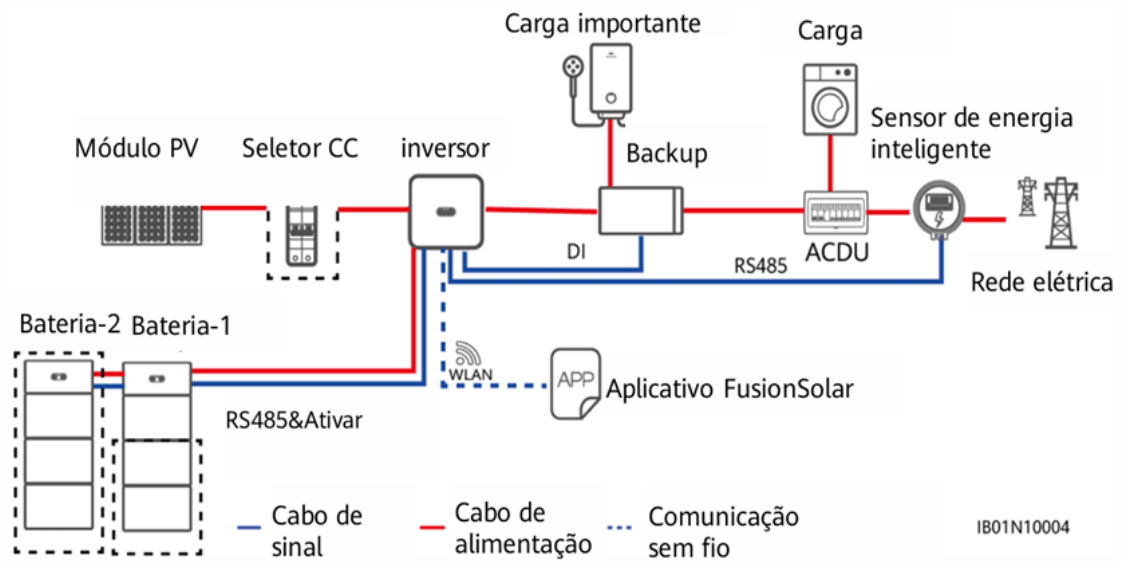 Carga importante
Carga
Sensor de energia
inteligente
Módulo PV
Seletor CC
inversor
Backup
DI
RS485
ACDU
Rede elétrica
Bateria-2
Bateria-1
WLAN
APP
Aplicativo FusionSolar
RS485&Ativar
Cabo de
sinal
Cabo de
alimentação
Comunicação
sem fio
IB01N10004